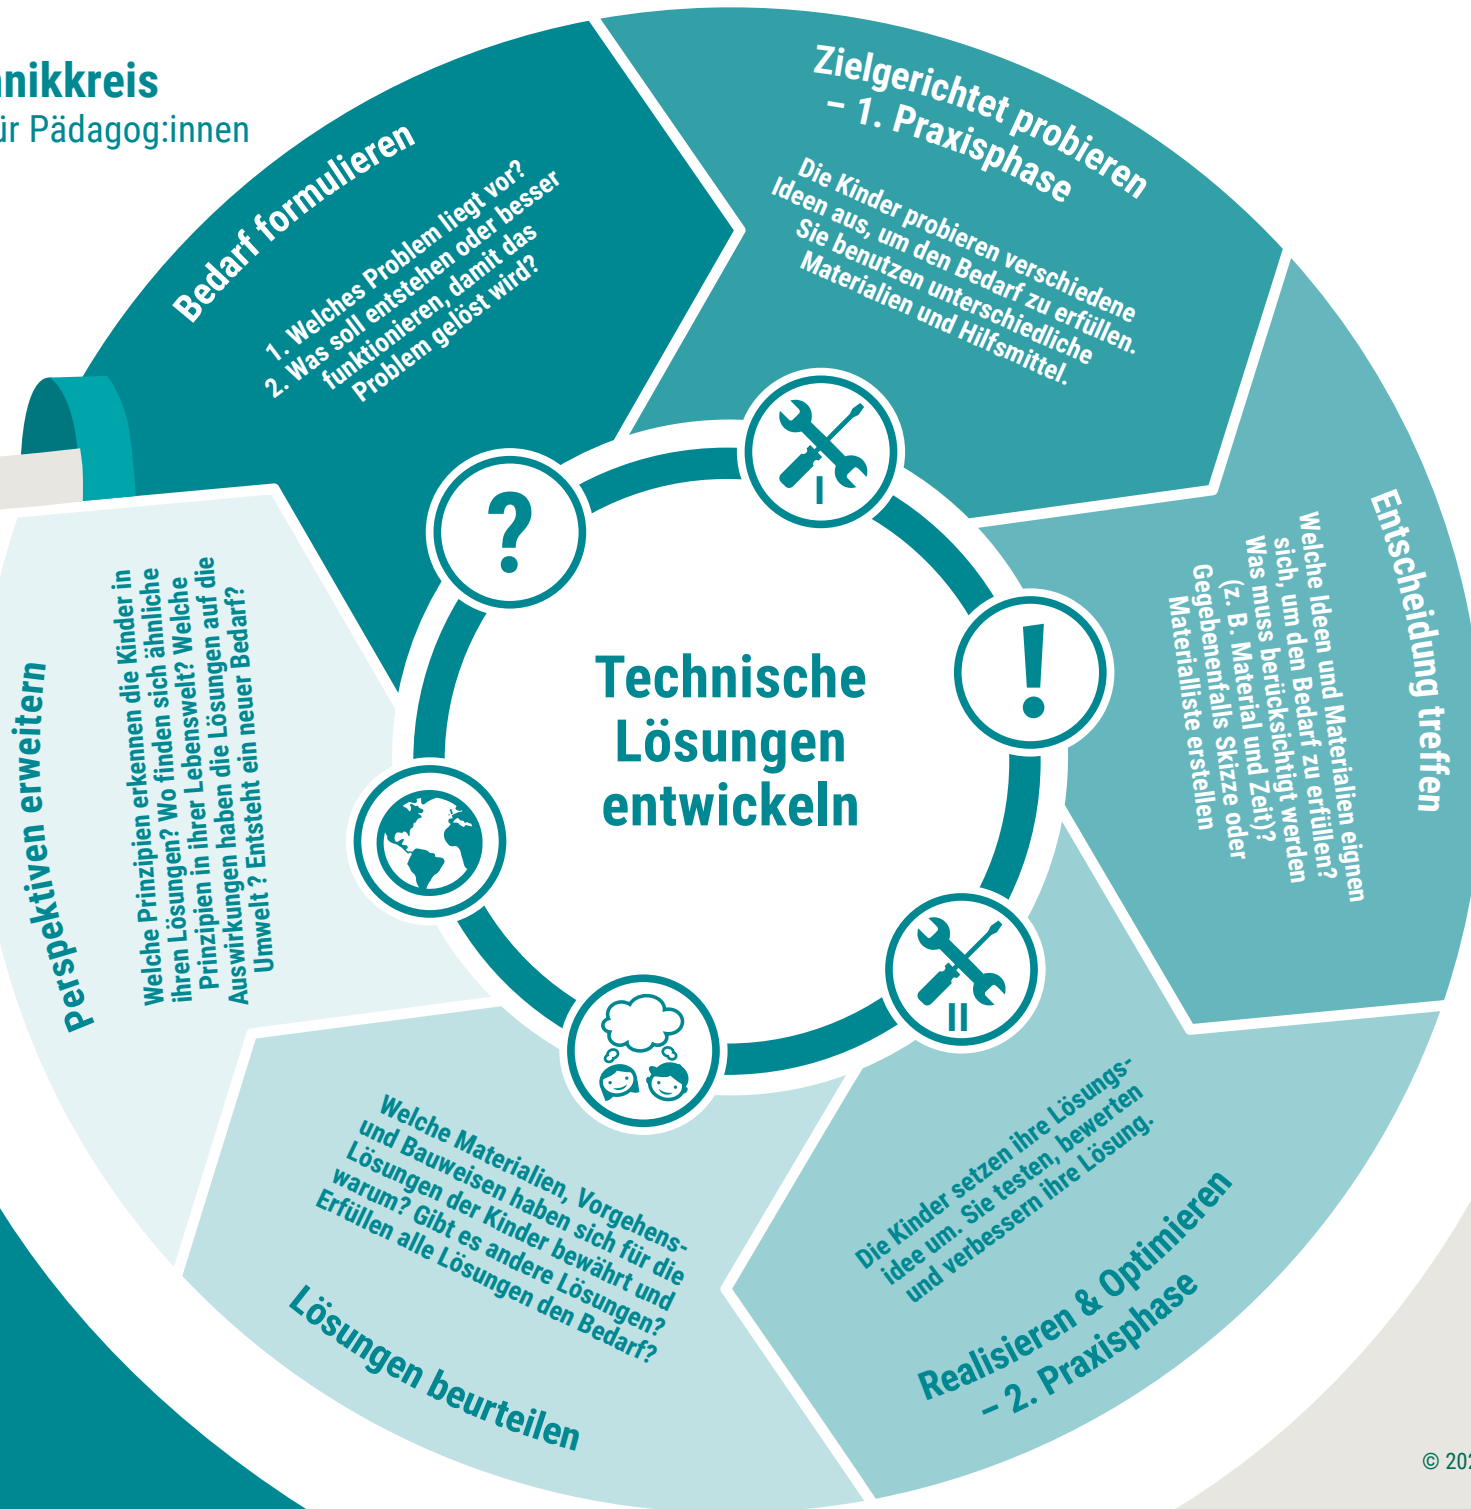 nikkreis
ür Pädagog:innen
Bedarf formulieren
1. Welches Problem liegt vor?
2. Was soll entstehen oder besser
funktionieren, damit das
Problem gelöst wird?
Zielgerichtet probieren
– 1. Praxisphase
Die Kinder probieren verschiedene
Ideen aus, um den Bedarf zu erfüllen.
Sie benutzen unterschiedliche
Materialien und Hilfsmittel.
Entscheidung treffen
Welche Ideen und Materialien eignen
sich, um den Bedarf zu erfüllen?
Was muss berücksichtigt werden
(z. B. Material und Zeit)?
Gegebenenfalls Skizze oder
Materialliste erstellen
Die Kinder setzen ihre Lösungs-
idee um. Sie testen, bewerten
und verbessern ihre Lösung.
Realisieren & Optimieren
– 2. Praxisphase
Welche Materialien, Vorgehens-
und Bauweisen haben sich für die
Lösungen der Kinder bewährt und
warum? Gibt es andere Lösungen?
Erfüllen alle Lösungen den Bedarf?
Lösungen beurteilen
Perspektiven erweitern
Welche Prinzipien erkennen die Kinder in
ihren Lösungen? Wo finden sich ähnliche
Prinzipien in ihrer Lebenswelt? Welche
Auswirkungen haben die Lösungen auf die
Umwelt ? Entsteht ein neuer Bedarf?
?
I
!
II
Technische
Lösungen
entwickeln
© 202